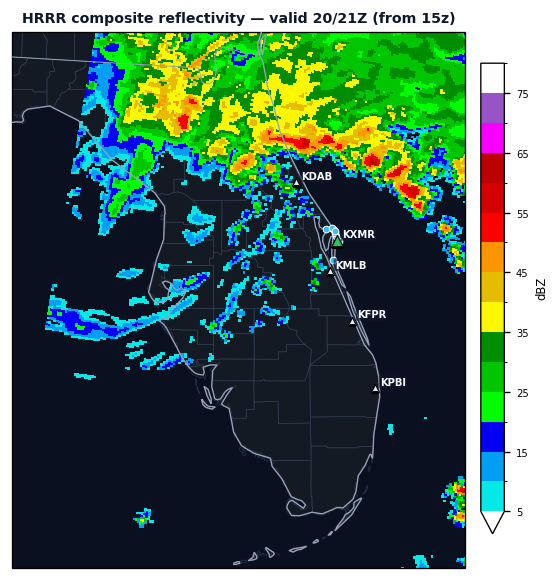 HRRR composite reflectivity — valid 20/21Z (from 15z)
KDAB
KXMR
KMLB
KFPR
KPBI
75
65
55
45
35
25
15
5
dBZ